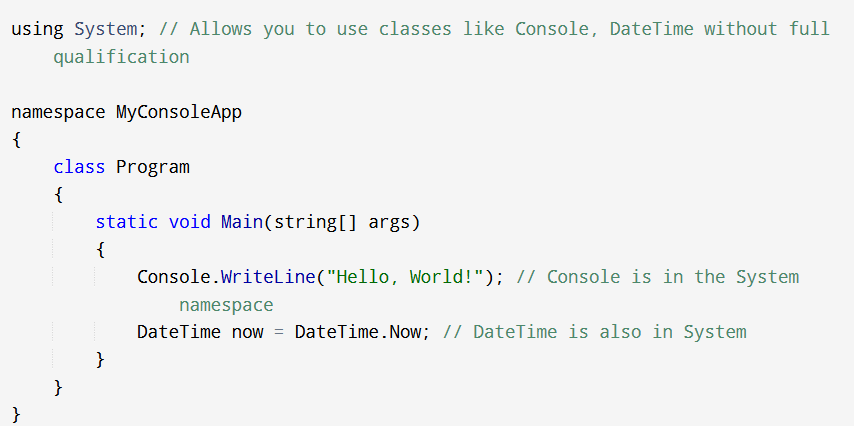 using System; // Allows you to use classes like Console, DateTime without full
    qualification

namespace MyConsoleApp
{
    class Program
    {
        static void Main(string[] args)
        {
            Console.WriteLine("Hello, World!"); // Console is in the System
                namespace
            DateTime now = DateTime.Now; // DateTime is also in System
        }
    }
}